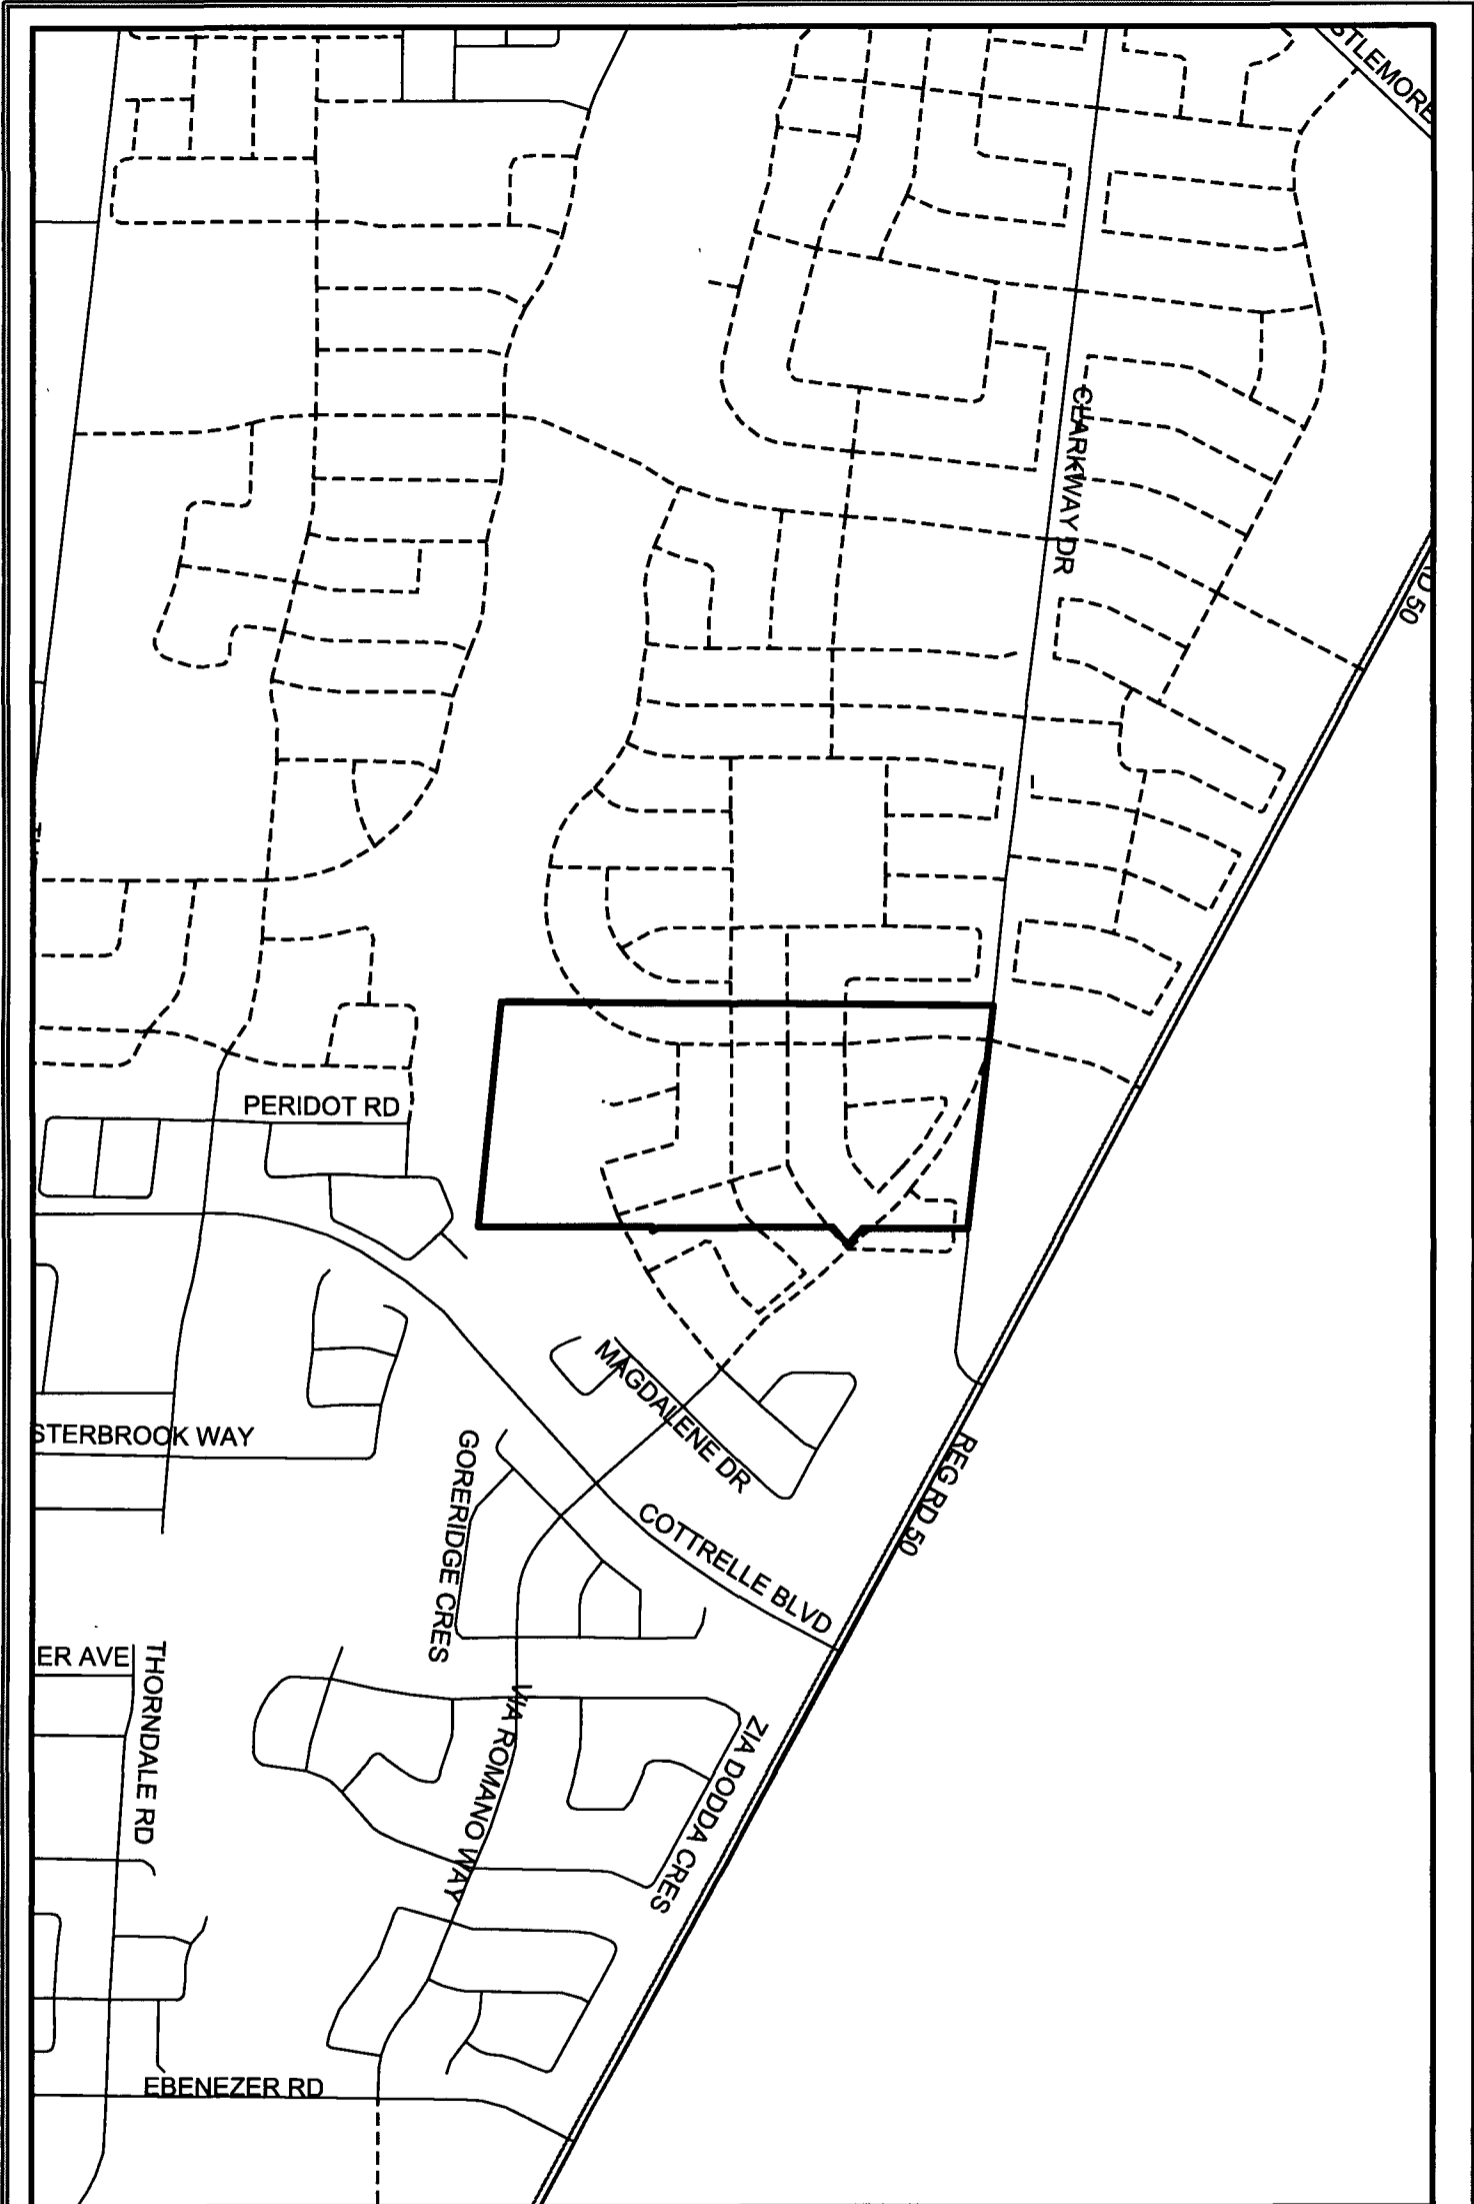 STLEMORE
CLARKWAY DR
RD 50
PERIDOT RD
MAGDALENE DR
STERBROOK WAY
GORERIDGE CRES
REG RD 50
COTTRELLE BLVD
ER AVE
THORNDALE RD
VIA ROMANO WAY
ZIA DODDA CRES
EBENEZER RD